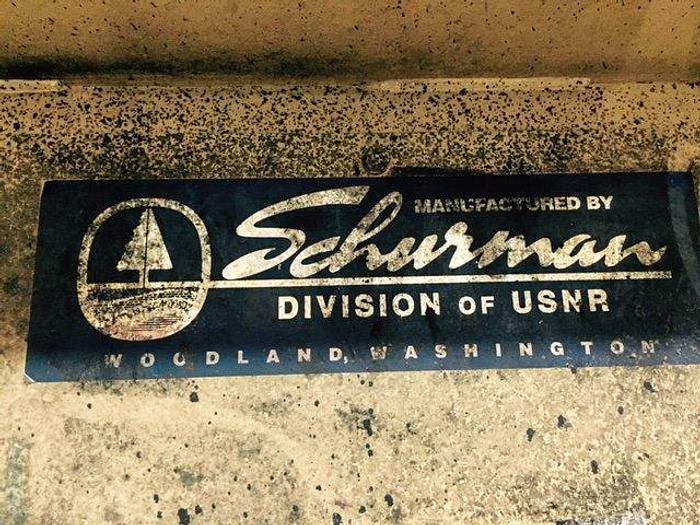 MANUFACTURED BY
Schurman
DIVISION OF USNR
WOODLAND, WASHINGTON